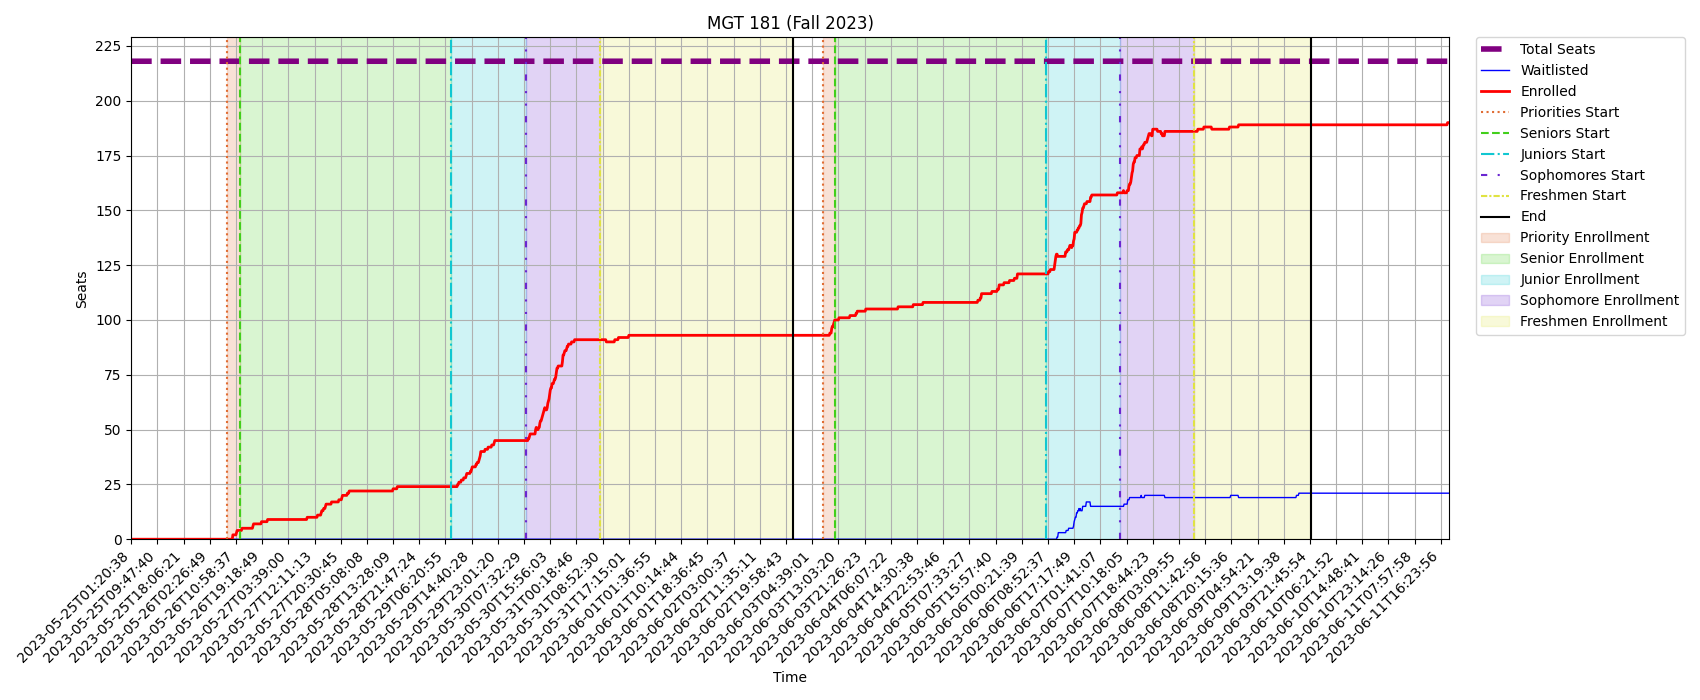 MGT 181 (Fall 2023)
Seats
225
200
175
150
125
100
75
50
25
0
2023-05-25T01:20:38
2023-05-25T09:47:40
2023-05-25T18:06:21
2023-05-26T02:26:49
2023-05-26T10:58:37
2023-05-26T19:18:49
2023-05-27T03:39:00
2023-05-27T12:11:13
2023-05-27T20:30:45
2023-05-28T05:08:08
2023-05-28T13:28:09
2023-05-28T21:47:24
2023-05-29T06:20:55
2023-05-29T14:40:28
2023-05-29T23:01:20
2023-05-30T07:32:29
2023-05-30T15:56:03
2023-05-31T00:18:46
2023-05-31T08:52:30
2023-05-31T17:15:01
2023-06-01T01:36:55
2023-06-01T10:14:44
2023-06-01T18:36:45
2023-06-02T03:00:37
2023-06-02T11:35:11
2023-06-02T19:58:43
2023-06-03T04:39:01
2023-06-03T13:03:20
2023-06-03T21:26:23
2023-06-04T06:07:22
2023-06-04T14:30:38
2023-06-04T22:53:46
2023-06-05T07:33:27
2023-06-05T15:57:40
2023-06-06T00:21:39
2023-06-06T08:52:37
2023-06-06T17:17:49
2023-06-07T01:41:07
2023-06-07T10:18:05
2023-06-07T18:44:23
2023-06-08T03:09:55
2023-06-08T11:42:56
2023-06-08T20:15:36
2023-06-09T04:54:21
2023-06-09T13:19:38
2023-06-09T21:45:54
2023-06-10T06:21:52
2023-06-10T14:48:41
2023-06-10T23:14:26
2023-06-11T07:57:58
2023-06-11T16:23:56
Time
Total Seats
Waitlisted
Enrolled
Priorities Start
Seniors Start
Juniors Start
Sophomores Start
Freshmen Start
End
Priority Enrollment
Senior Enrollment
Junior Enrollment
Sophomore Enrollment
Freshmen Enrollment